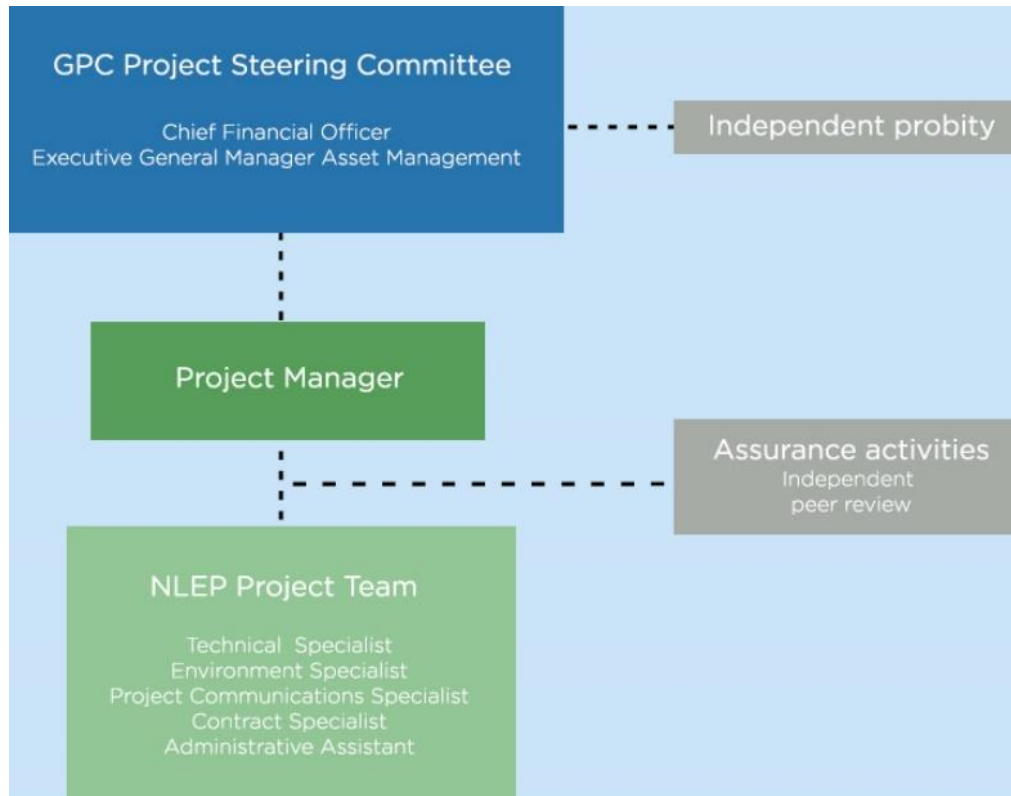 GPC Project Steering Committee
Chief Financial Officer
Executive General Manager Asset Management
Independent probity
Project Manager
Assurance activities
Independent
peer review
NLEP Project Team
Technical Specialist
Environment Specialist
Project Communications Specialist
Contract Specialist
Administrative Assistant